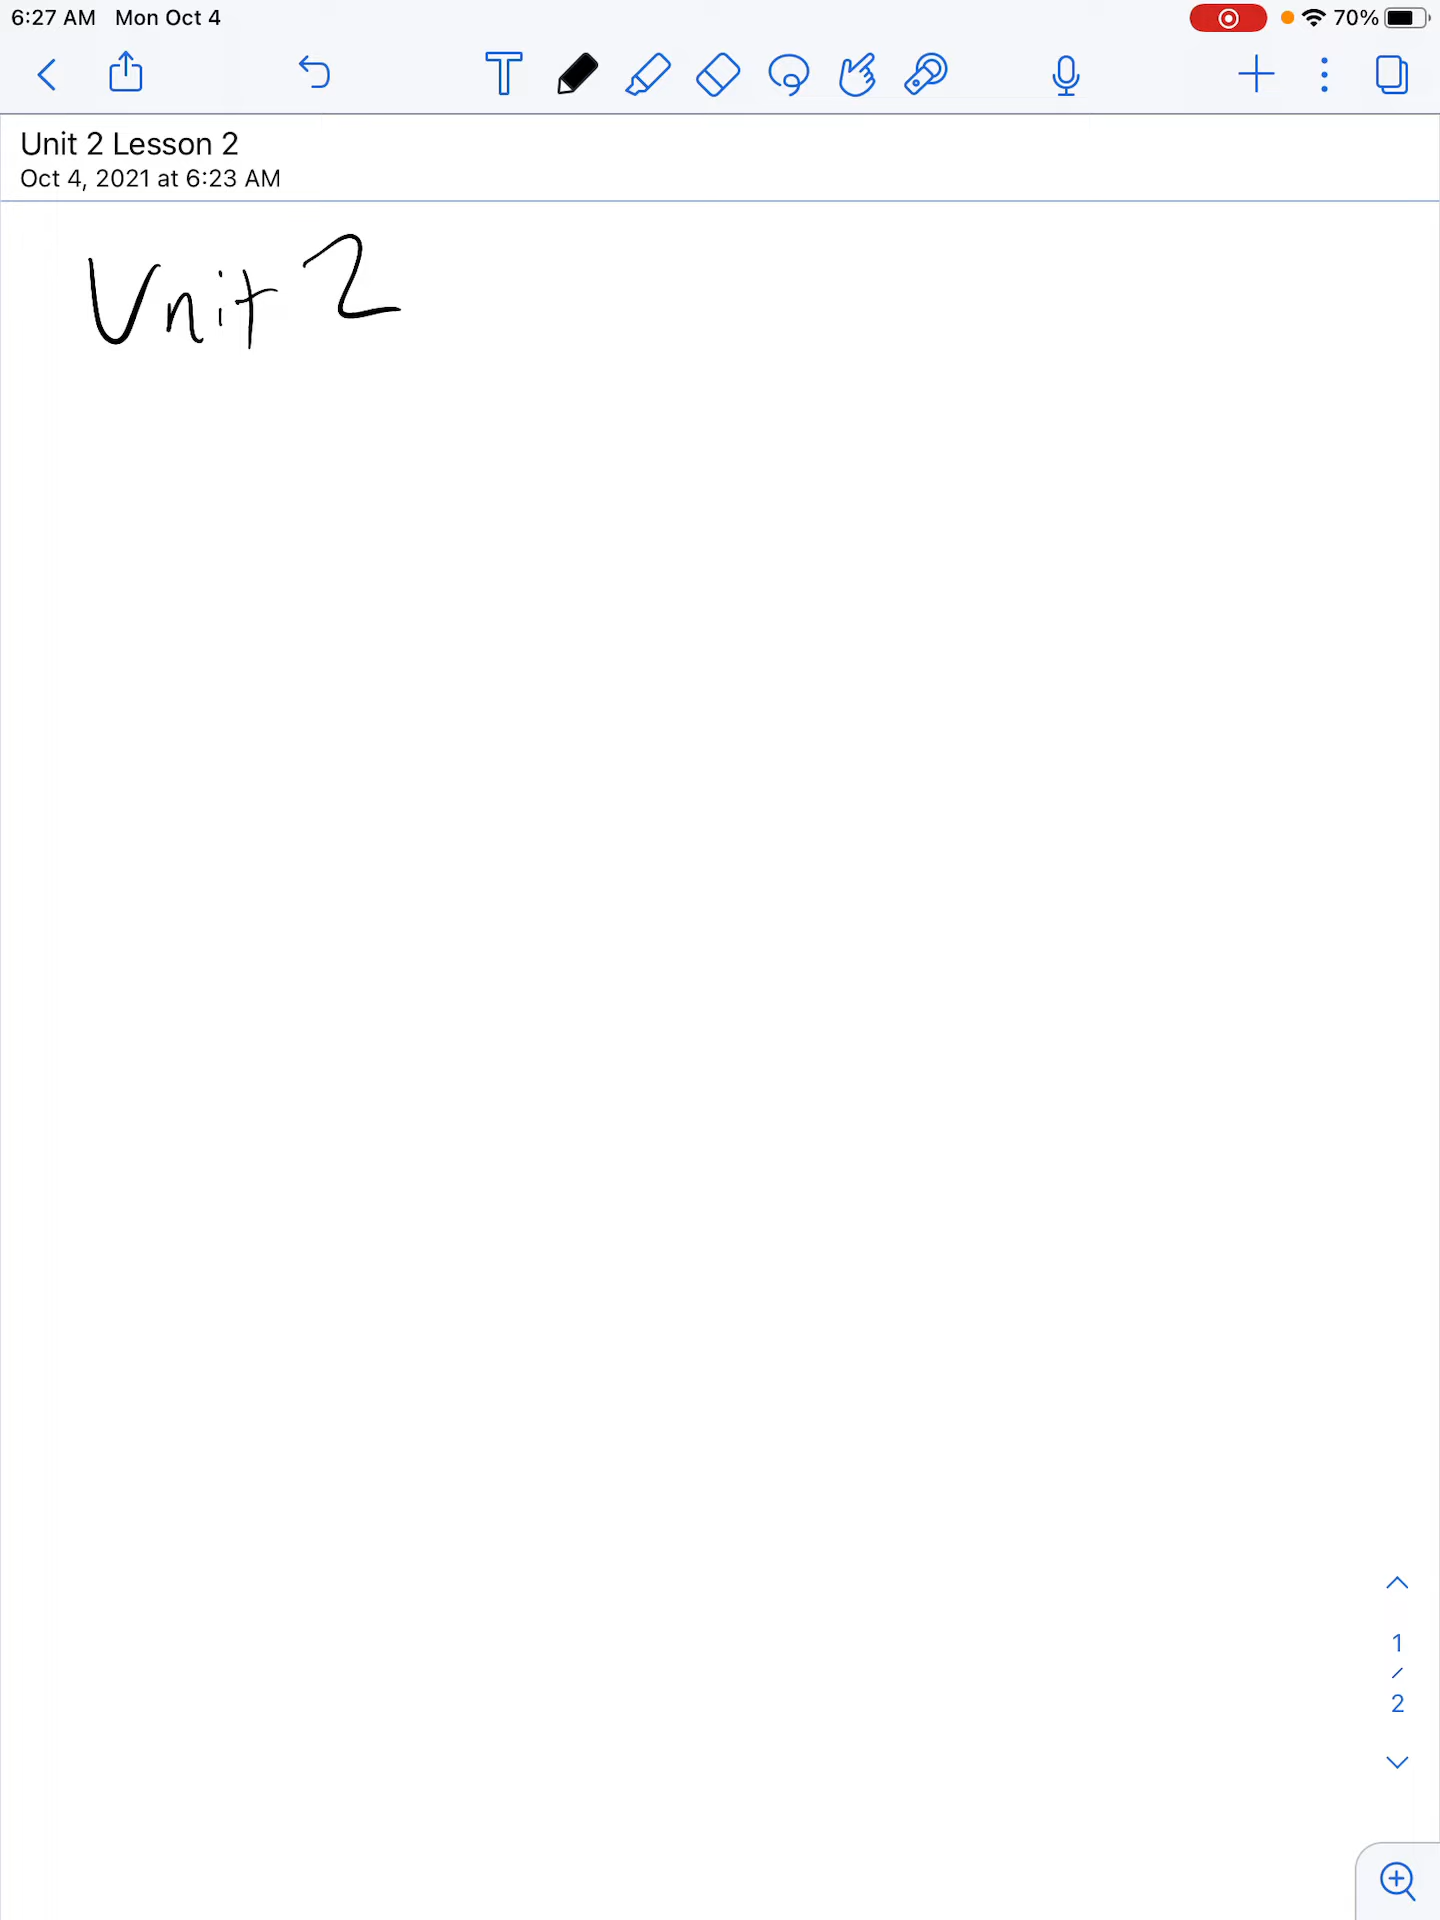 6:27 AM Mon Oct 4 70%
T
Unit 2 Lesson 2
Oct 4, 2021 at 6:23 AM
Unit 2
1
/
2